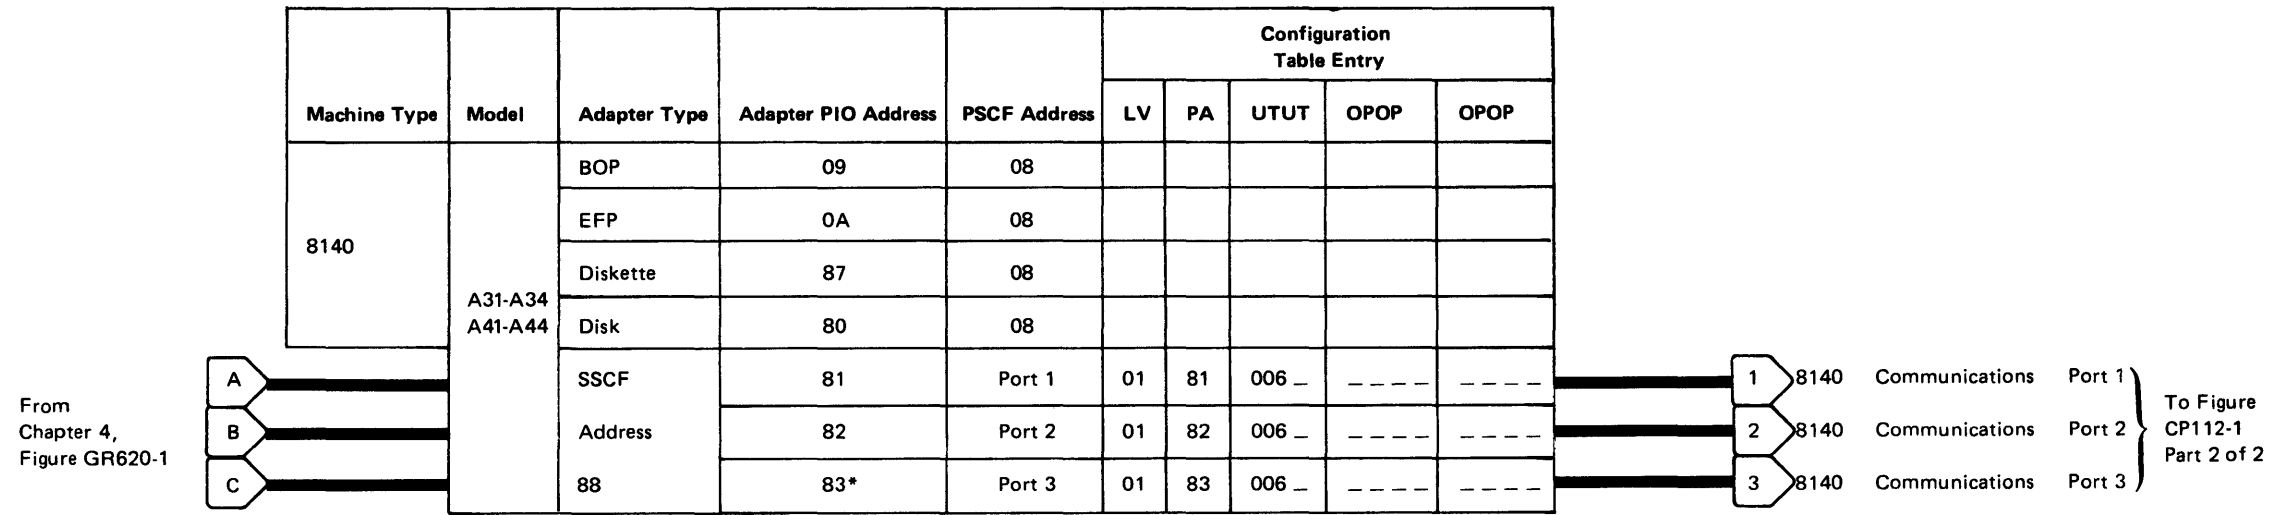 Configuration
Table Entry
Machine Type Model Adapter Type Adapter PIO Address PSCF Address LV PA UTUT OPOP OPOP
BOP 09 08
EFP 0A 08
8140
Diskette 87 08
A31-A34
A41-A44 Disk 80 08
A SSCF 81 Port 1 01 81 006_ _ _ _ _ _ _ _ _ 1 8140 Communications Port 1
From
Chapter 4,
Figure GR620-1
B Address 82 Port 2 01 82 006_ _ _ _ _ _ _ _ _ 2 8140 Communications Port 2
To Figure
CP112-1
Part 2 of 2
C 88 83* Port 3 01 83 006_ _ _ _ _ _ _ _ _ 3 8140 Communications Port 3